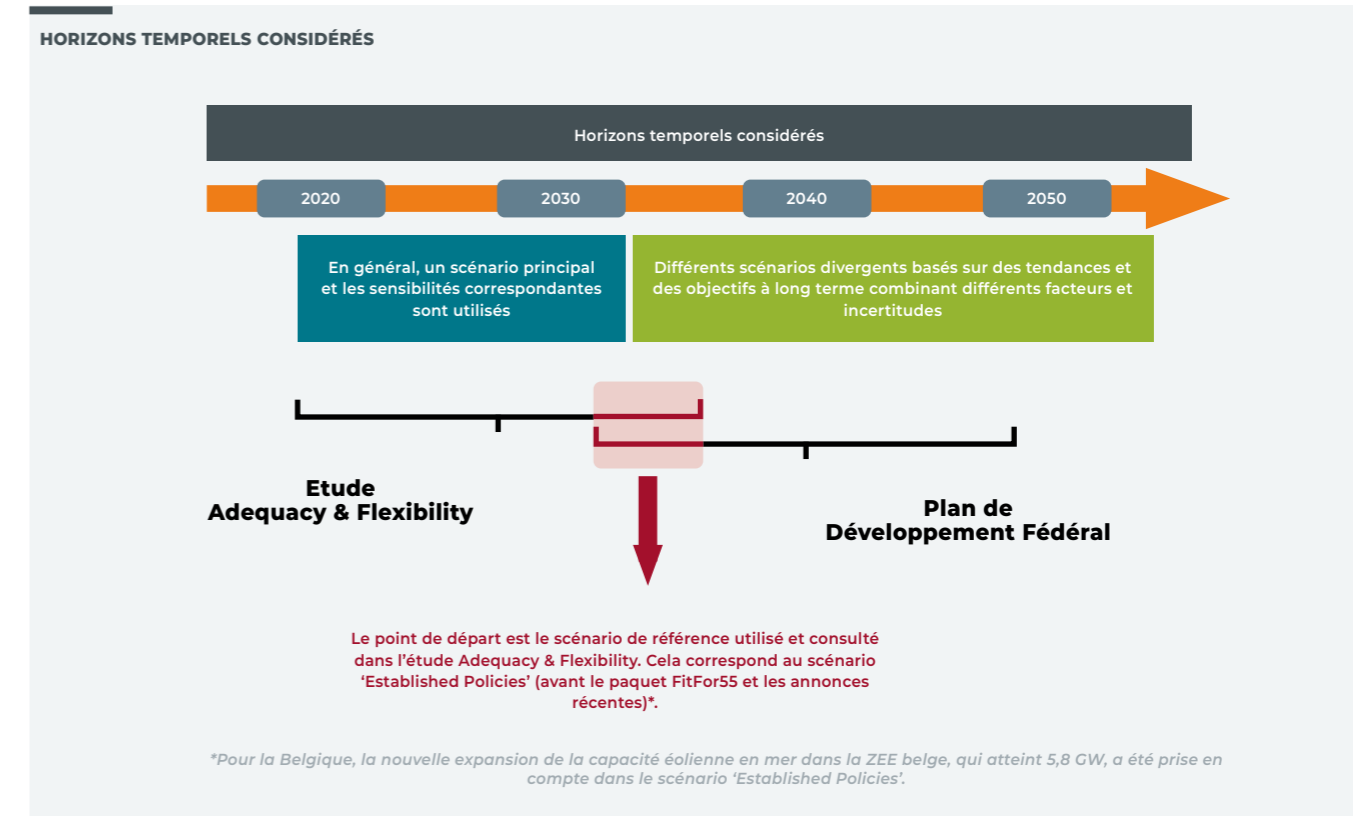 HORIZONS TEMPORELS CONSIDÉRÉS
Horizons temporels considérés
2020
2030
2040
2050
En général, un scénario principal
et les sensibilités correspondantes
sont utilisés
Différents scénarios divergents basés sur des tendances et
des objectifs à long terme combinant différents facteurs et
incertitudes
Etude
Adequacy & Flexibility
Plan de
Développement Fédéral
Le point de départ est le scénario de référence utilisé et consulté
dans l'étude Adequacy & Flexibility. Cela correspond au scénario
‘Established Policies’ (avant le paquet FitFor55 et les annonces
récentes)*.
*Pour la Belgique, la nouvelle expansion de la capacité éolienne en mer dans la ZEE belge, qui atteint 5,8 GW, a été prise en
compte dans le scénario ‘Established Policies’.